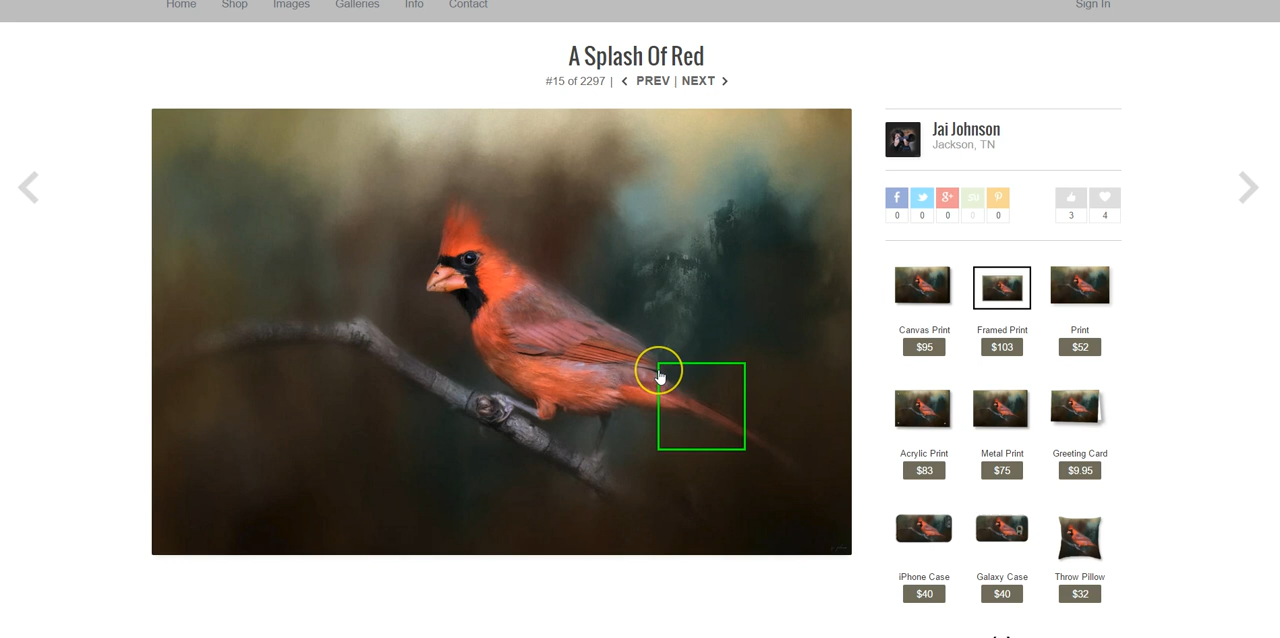 Home Shop Images Galleries Info Contact Sign In
A Splash Of Red
#15 of 2297 | PREV | NEXT
Jai Johnson
Jackson, TN
0 0 0 0 0 3 4
Canvas Print Framed Print Print
$95 $103 $52
Acrylic Print Metal Print Greeting Card
$83 $75 $9.95
iPhone Case Galaxy Case Throw Pillow
$40 $40 $32